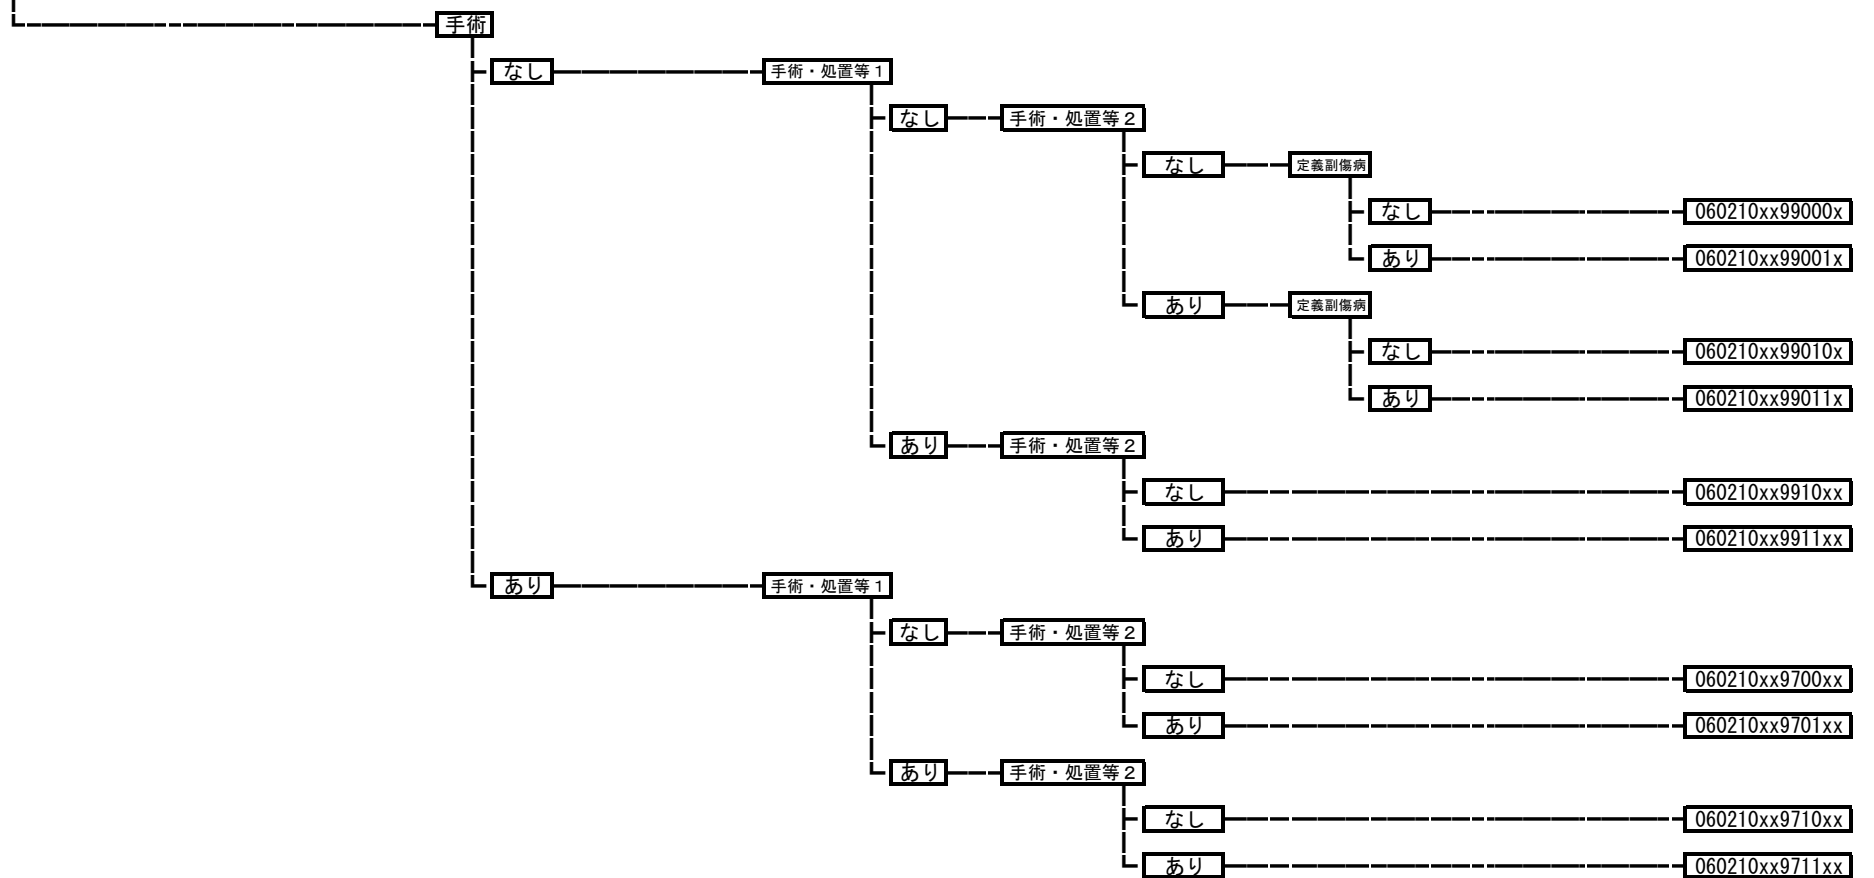 手術
なし 手術・処置等１
なし 手術・処置等２
なし 定義副傷病
なし 060210xx99000x
あり 060210xx99001x
あり 定義副傷病
なし 060210xx99010x
あり 060210xx99011x
あり 手術・処置等２
なし 060210xx9910xx
あり 060210xx9911xx
あり 手術・処置等１
なし 手術・処置等２
なし 060210xx9700xx
あり 060210xx9701xx
あり 手術・処置等２
なし 060210xx9710xx
あり 060210xx9711xx